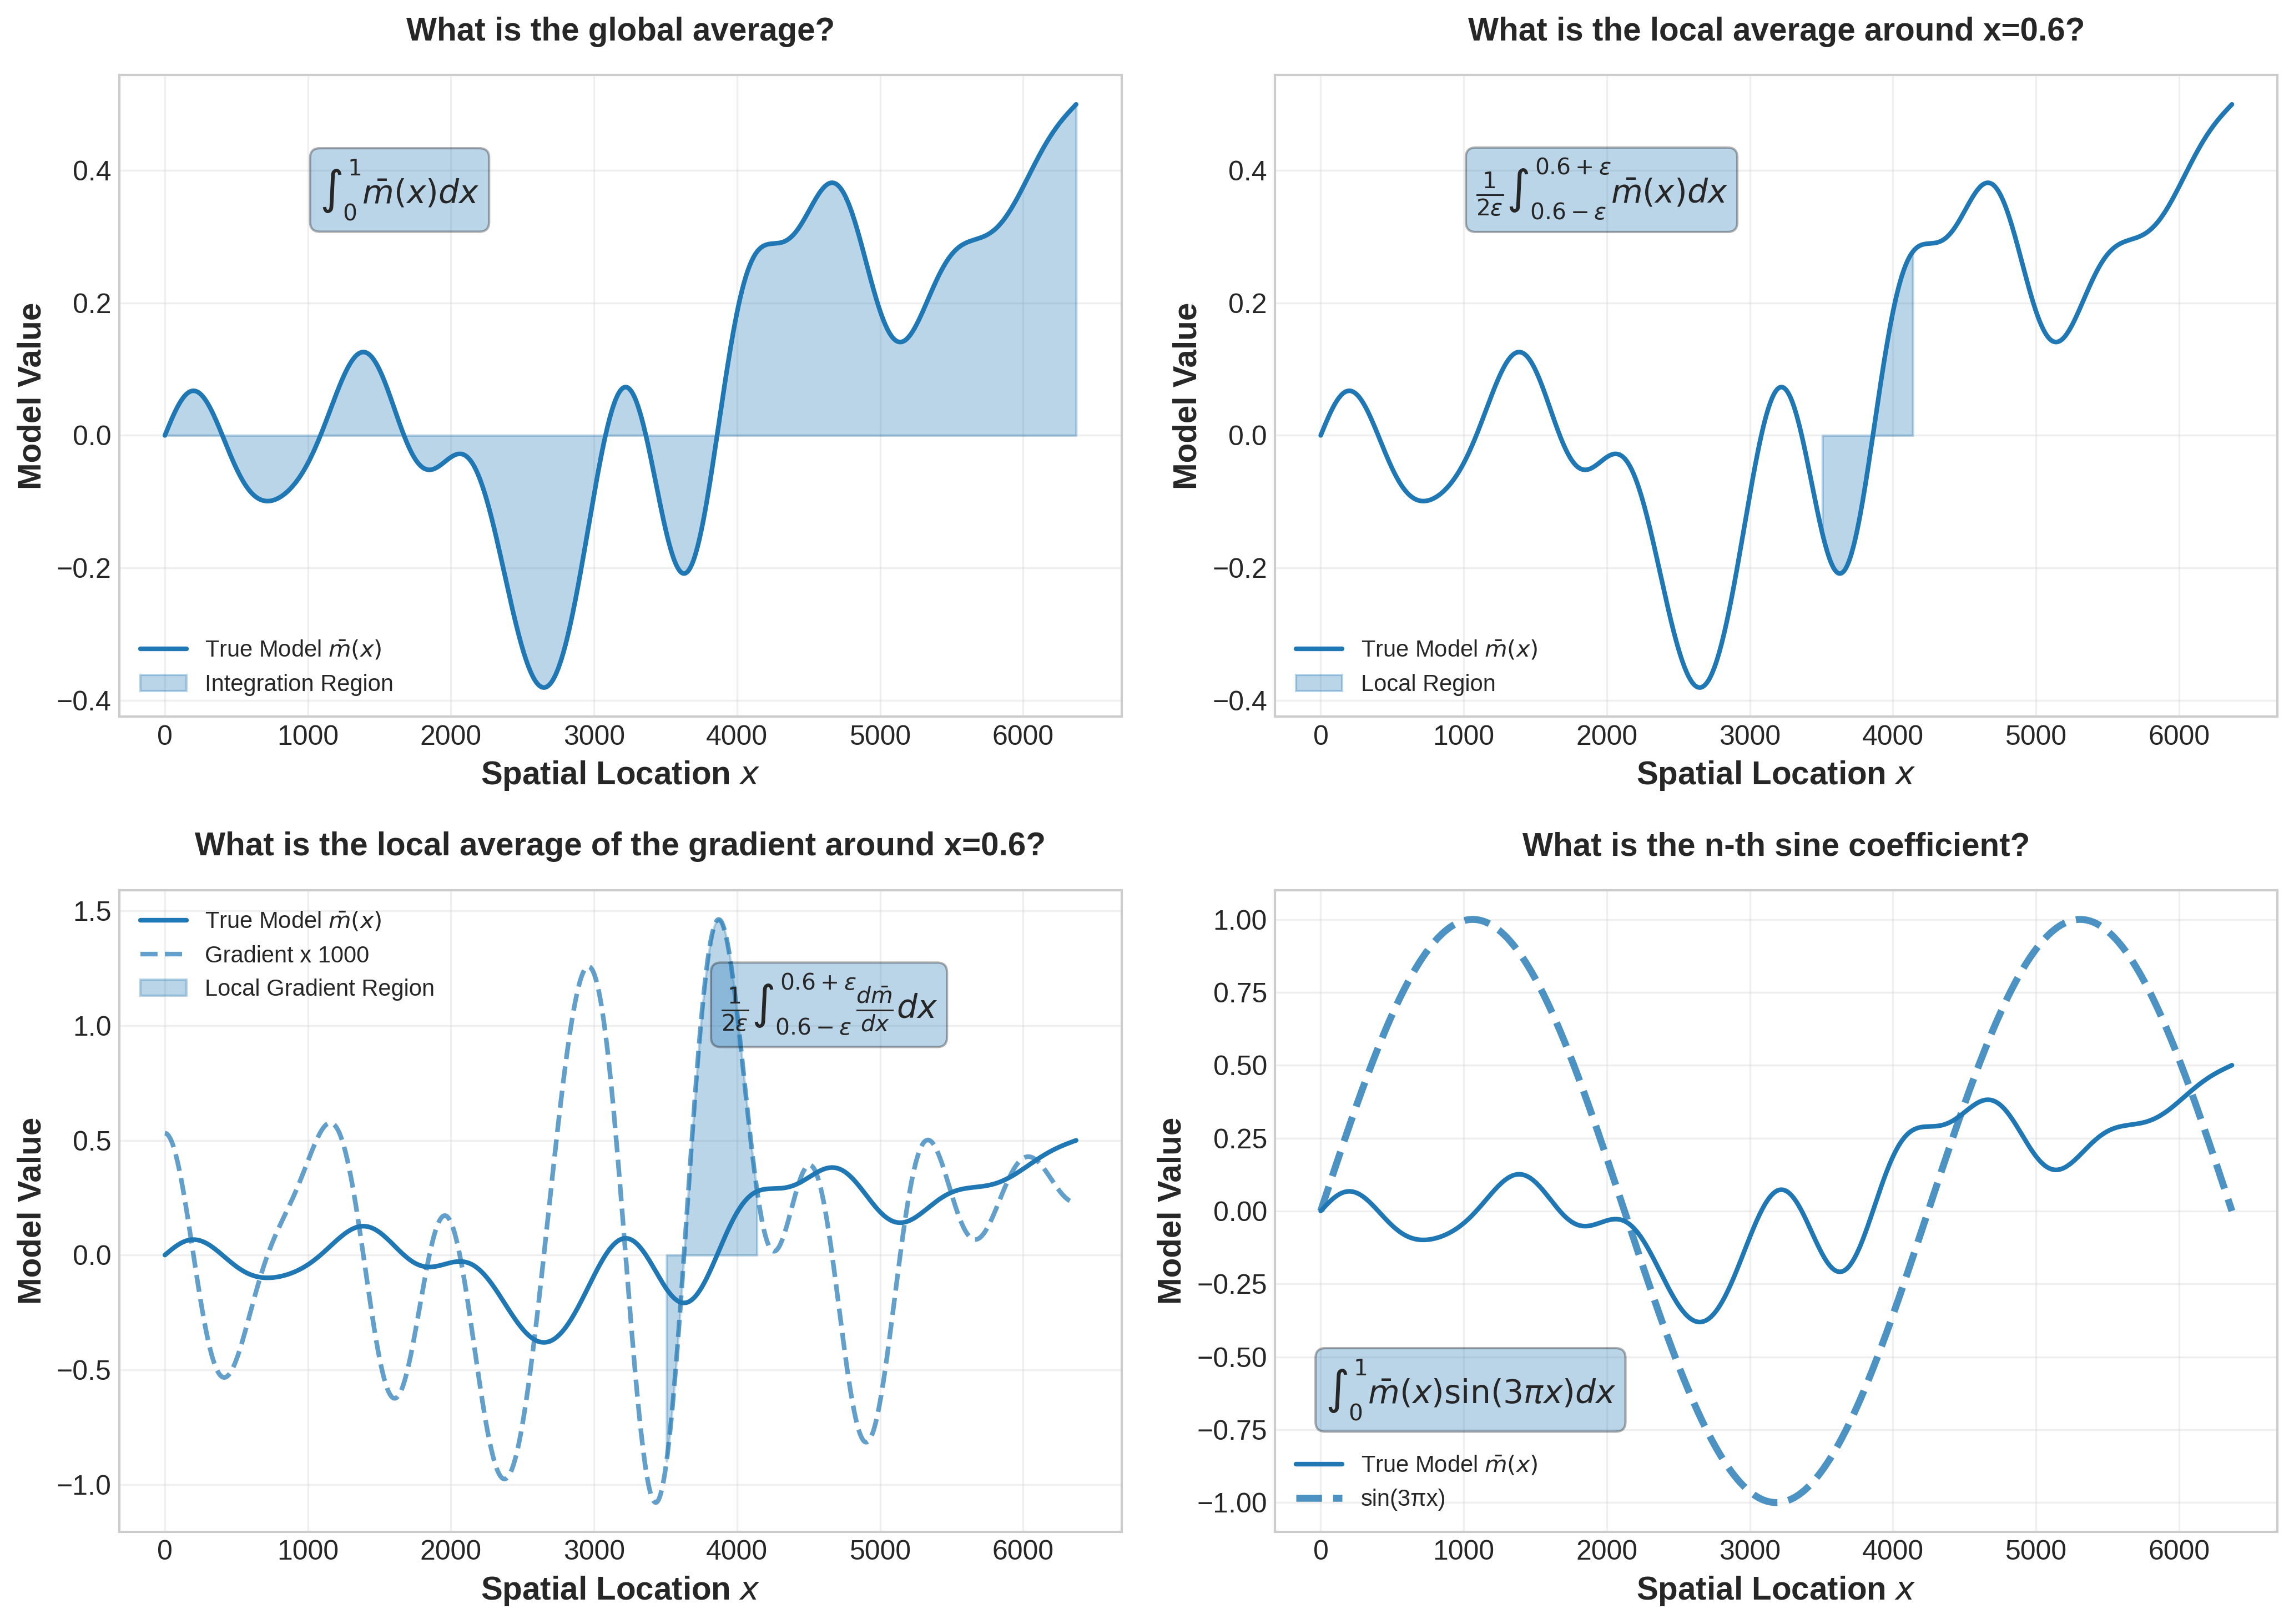 What is the global average?
∫₀¹ m̄(x)dx
Model Value
0.4
0.2
0.0
−0.2
−0.4
True Model m̄(x)
Integration Region
0 1000 2000 3000 4000 5000 6000
Spatial Location x
What is the local average around x=0.6?
1/2ε ∫_{0.6−ε}^{0.6+ε} m̄(x)dx
Model Value
0.4
0.2
0.0
−0.2
−0.4
True Model m̄(x)
Local Region
0 1000 2000 3000 4000 5000 6000
Spatial Location x
What is the local average of the gradient around x=0.6?
True Model m̄(x)
Gradient x 1000
Local Gradient Region
1/2ε ∫_{0.6−ε}^{0.6+ε} dm̄/dx dx
Model Value
1.5
1.0
0.5
0.0
−0.5
−1.0
0 1000 2000 3000 4000 5000 6000
Spatial Location x
What is the n-th sine coefficient?
Model Value
1.00
0.75
0.50
0.25
0.00
−0.25
−0.50
−0.75
−1.00
∫₀¹ m̄(x)sin(3πx)dx
True Model m̄(x)
sin(3πx)
0 1000 2000 3000 4000 5000 6000
Spatial Location x